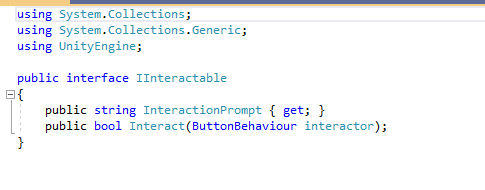 using System.Collections;
using System.Collections.Generic;
using UnityEngine;
public interface IInteractable
{
public string InteractionPrompt { get; }
public bool Interact(ButtonBehaviour interactor);
}